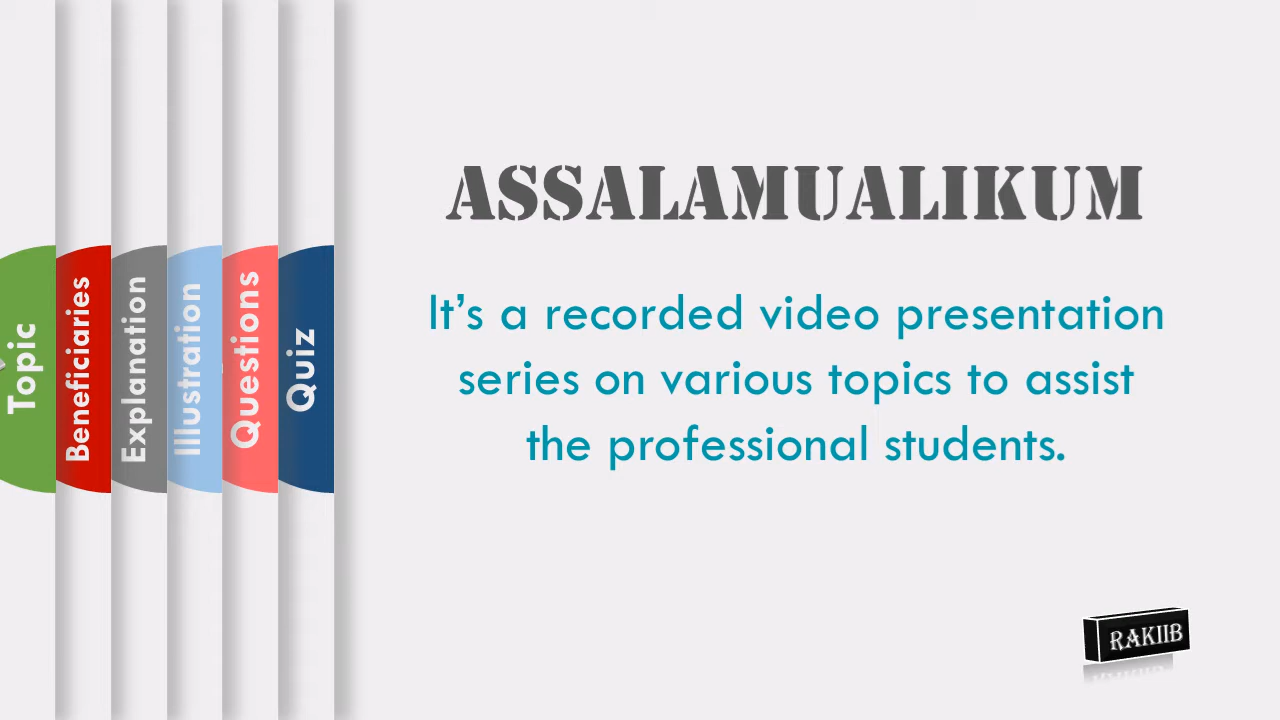 Topic
Beneficiaries
Explanation
Illustration
Questions
Quiz
ASSALAMUALIKUM
It's a recorded video presentation
series on various topics to assist
the professional students.
RAKIIB